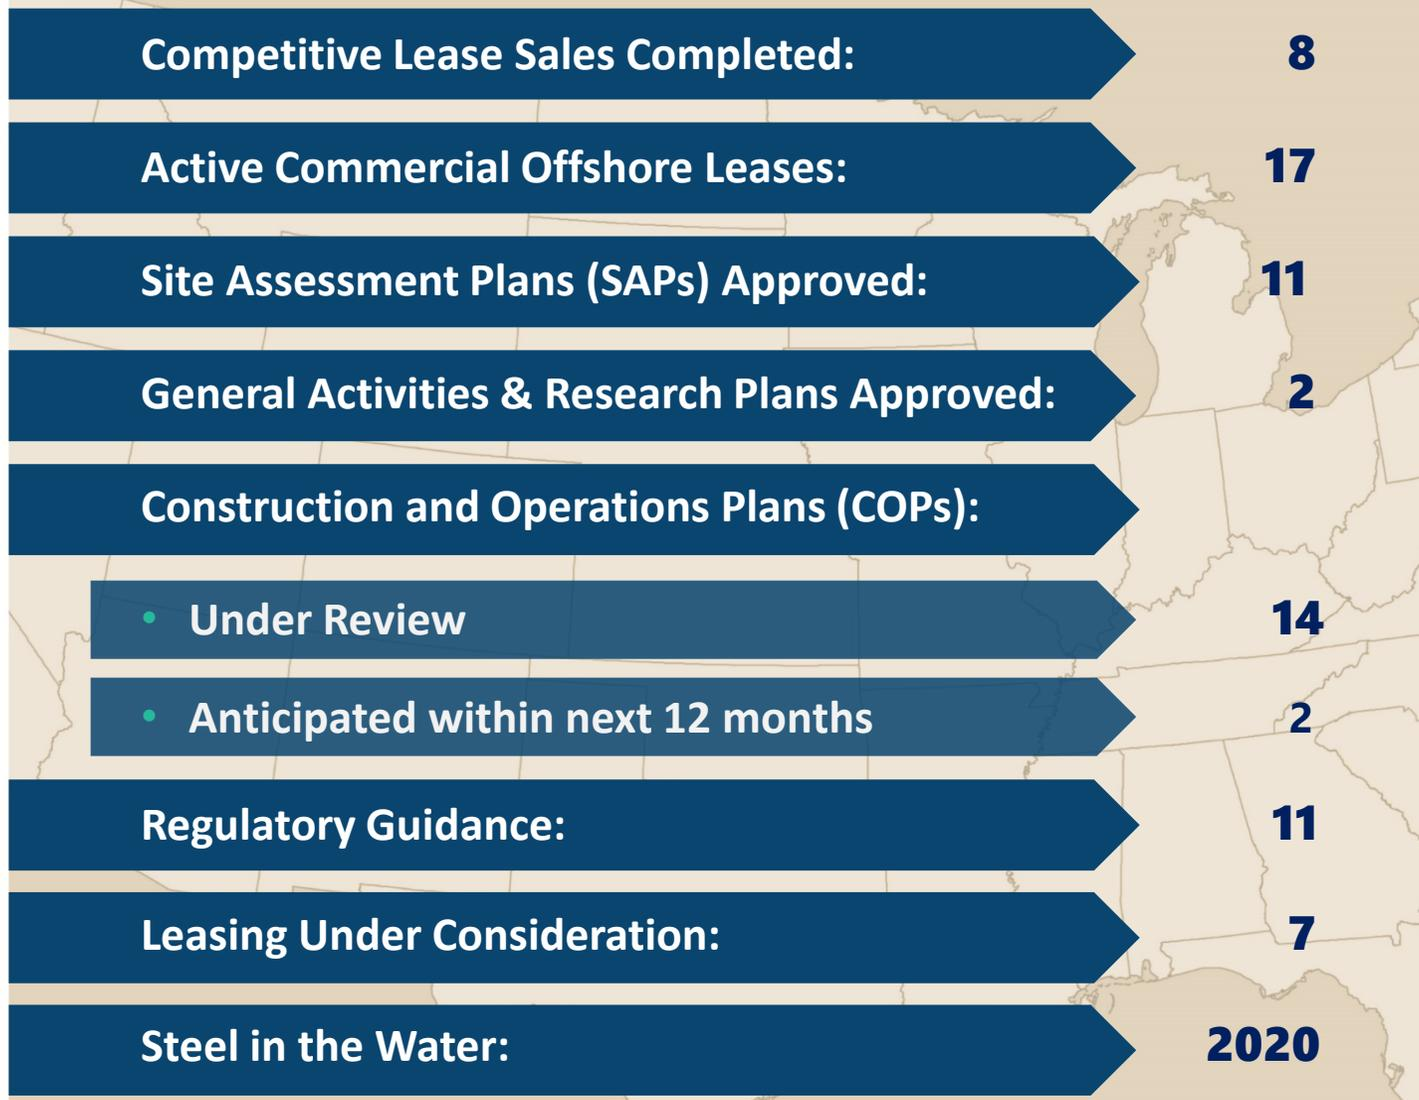 Competitive Lease Sales Completed: 8
Active Commercial Offshore Leases: 17
Site Assessment Plans (SAPs) Approved: 11
General Activities & Research Plans Approved: 2
Construction and Operations Plans (COPs):
• Under Review 14
• Anticipated within next 12 months 2
Regulatory Guidance: 11
Leasing Under Consideration: 7
Steel in the Water: 2020